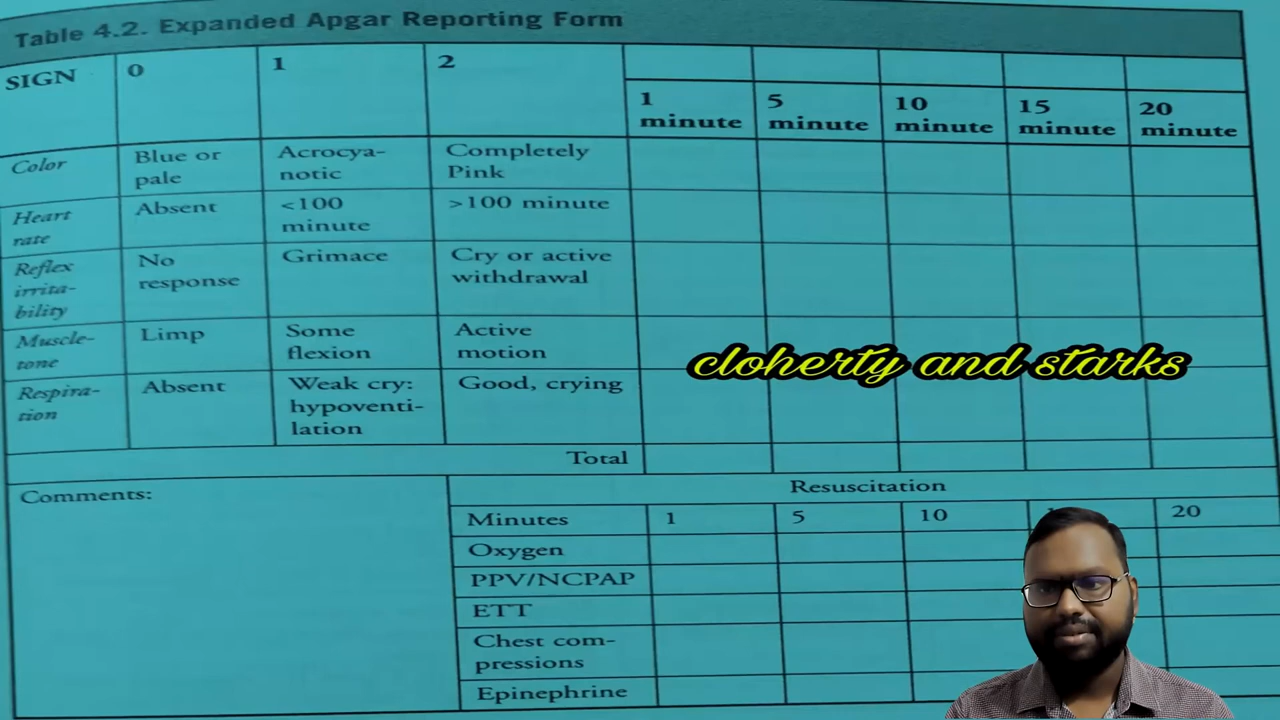 Table 4.2. Expanded Apgar Reporting Form
SIGN 0 1 2
1 minute 5 minute 10 minute 15 minute 20 minute
Color
Blue or pale
Acrocya-
notic
Completely
Pink
Heart
rate
Absent
<100
minute
>100 minute
Reflex
irrita-
bility
No
response
Grimace
Cry or active
withdrawal
Muscle-
tone
Limp
Some
flexion
Active
motion
cloherty and starks
Respira-
tion
Absent
Weak cry:
hypoventi-
lation
Good, crying
Total
Comments:
Resuscitation
Minutes 1 5 10 20
Oxygen
PPV/NCPAP
ETT
Chest com-
pressions
Epinephrine